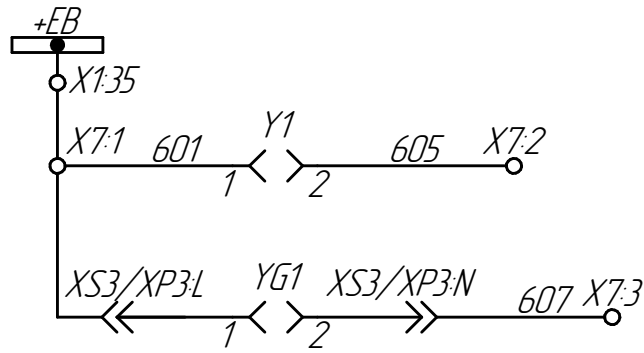 +EB
X1:35
X7:1 601 Y1 605 X7:2
1 2
XS3/XP3:L YG1 XS3/XP3:N 607 X7:3
1 2